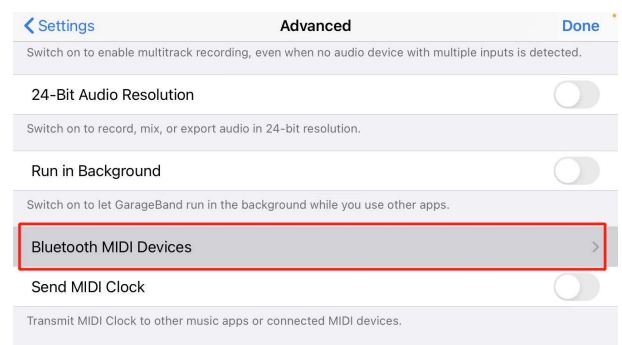 Settings
Advanced
Done
Switch on to enable multitrack recording, even when no audio device with multiple inputs is detected.
24-Bit Audio Resolution
Switch on to record, mix, or export audio in 24-bit resolution.
Run in Background
Switch on to let GarageBand run in the background while you use other apps.
Bluetooth MIDI Devices
Send MIDI Clock
Transmit MIDI Clock to other music apps or connected MIDI devices.